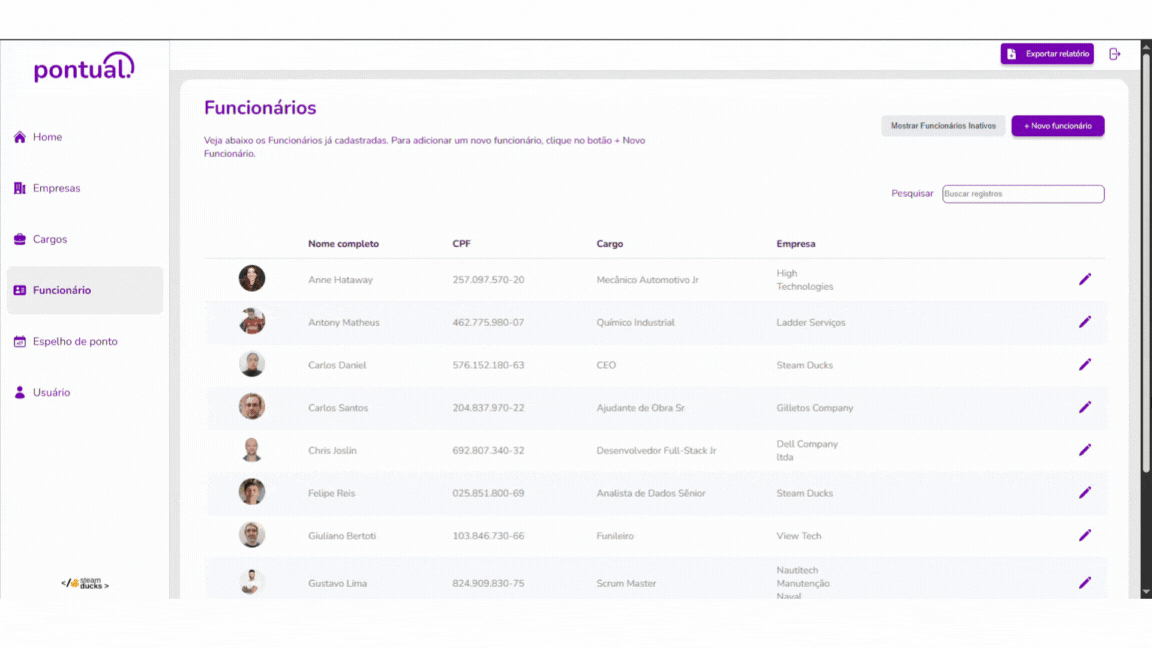 pontual.
Exportar relatório
Home
Empresas
Cargos
Funcionário
Espelho de ponto
Usuário
</steam
ducks >
Funcionários
Veja abaixo os Funcionários já cadastradas. Para adicionar um novo funcionário, clique no botão + Novo
Funcionário.
Mostrar Funcionários Inativos
+ Novo funcionário
Pesquisar Buscar registros
Nome completo CPF Cargo Empresa
Anne Hataway 257.097.570-20 Mecânico Automotivo Jr High
Technologies
Antony Matheus 462.775.980-07 Químico Industrial Ladder Serviços
Carlos Daniel 576.152.180-63 CEO Steam Ducks
Carlos Santos 204.837.970-22 Ajudante de Obra Sr Gilletos Company
Chris Joslin 692.807.340-32 Desenvolvedor Full-Stack Jr Dell Company
ltda
Felipe Reis 025.851.800-69 Analista de Dados Sênior Steam Ducks
Giuliano Bertoti 103.846.730-66 Funileiro View Tech
Gustavo Lima 824.909.830-75 Scrum Master Nautitech
Manutenção
Naval